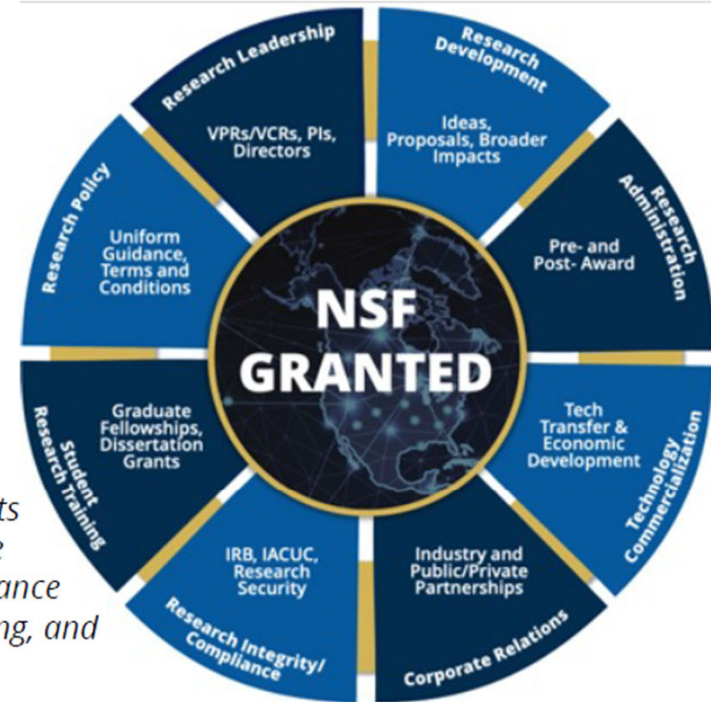 NSF
GRANTED
Research Leadership
VPRs/VCRs, PIs,
Directors
Research
Development
Ideas,
Proposals, Broader
Impacts
Research
Administration
Pre- and
Post- Award
Technology
Commercialization
Tech
Transfer &
Economic
Development
Corporate Relations
Industry and
Public/Private
Partnerships
Research Integrity/
Compliance
IRB, IACUC,
Research
Security
Student
Research Training
Graduate
Fellowships,
Dissertation
Grants
Research Policy
Uniform
Guidance,
Terms and
Conditions
ng, and